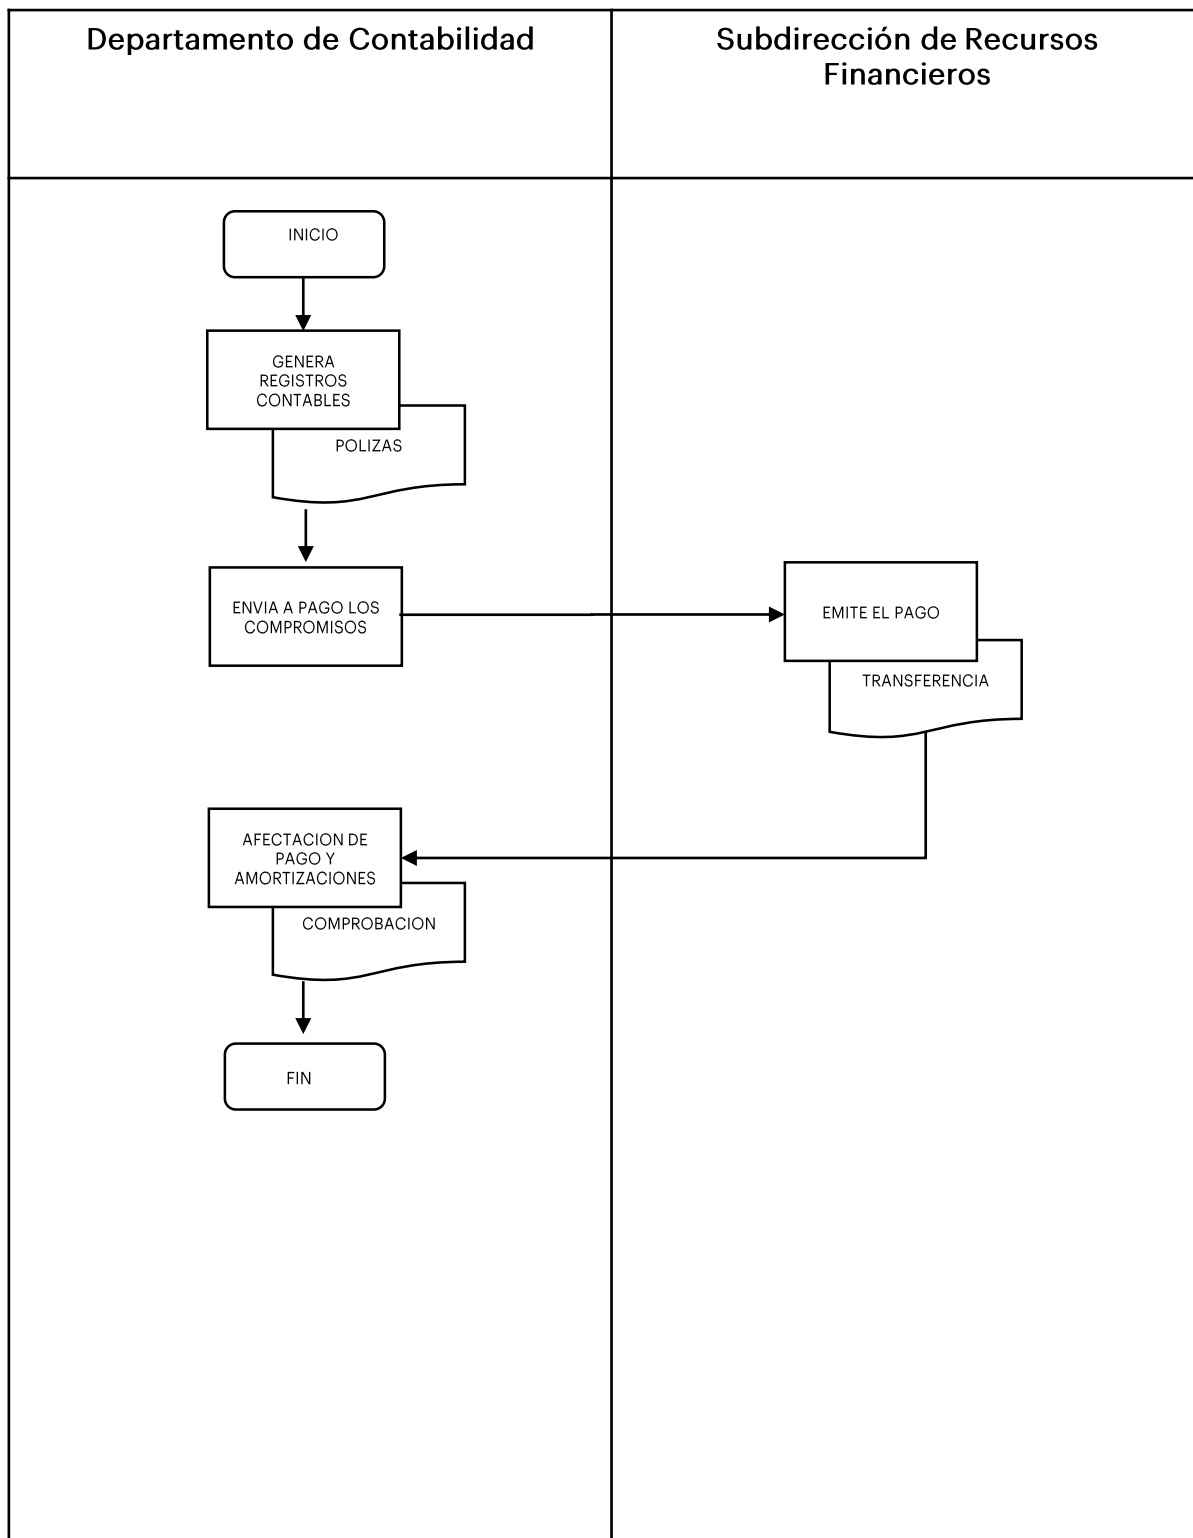 Departamento de Contabilidad
Subdirección de Recursos
Financieros
INICIO
GENERA
REGISTROS
CONTABLES
POLIZAS
ENVIA A PAGO LOS
COMPROMISOS
EMITE EL PAGO
TRANSFERENCIA
AFECTACION DE
PAGO Y
AMORTIZACIONES
COMPROBACION
FIN